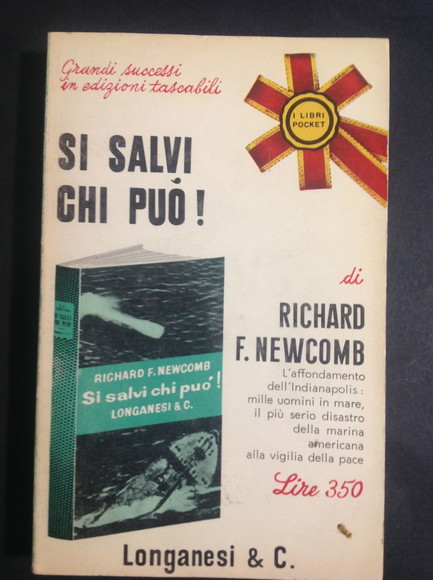 Grandi successi
in edizioni tascabili
I LIBRI
POCKET
SI SALVI
CHI PUÒ!
di
RICHARD
F. NEWCOMB
L'affondamento
dell'Indianapolis:
mille uomini in mare,
il più serio disastro
della marina
americana
alla vigilia della pace
Lire 350
RICHARD F. NEWCOMB
Si salvi chi può!
LONGANESI & C.
Longanesi & C.